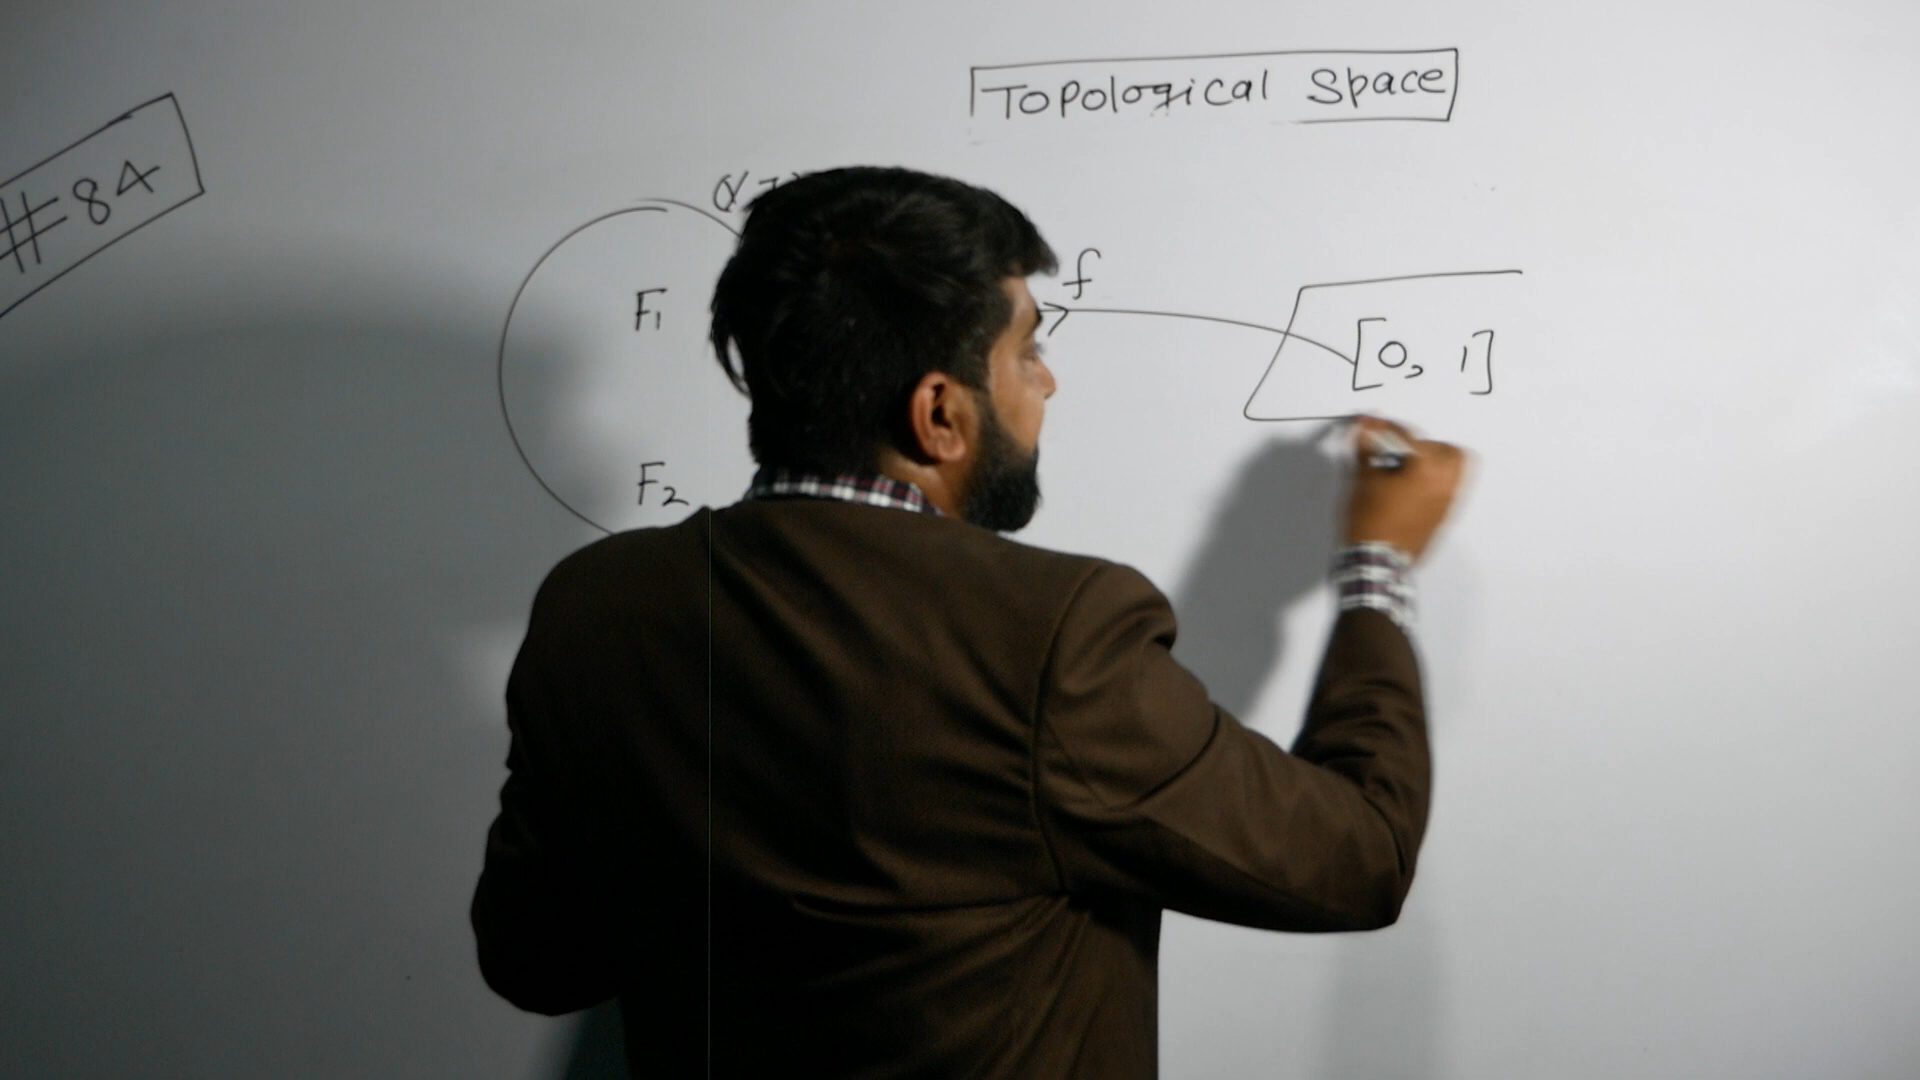 Topological Space
#84
f
F₁
[0, 1]
F₂